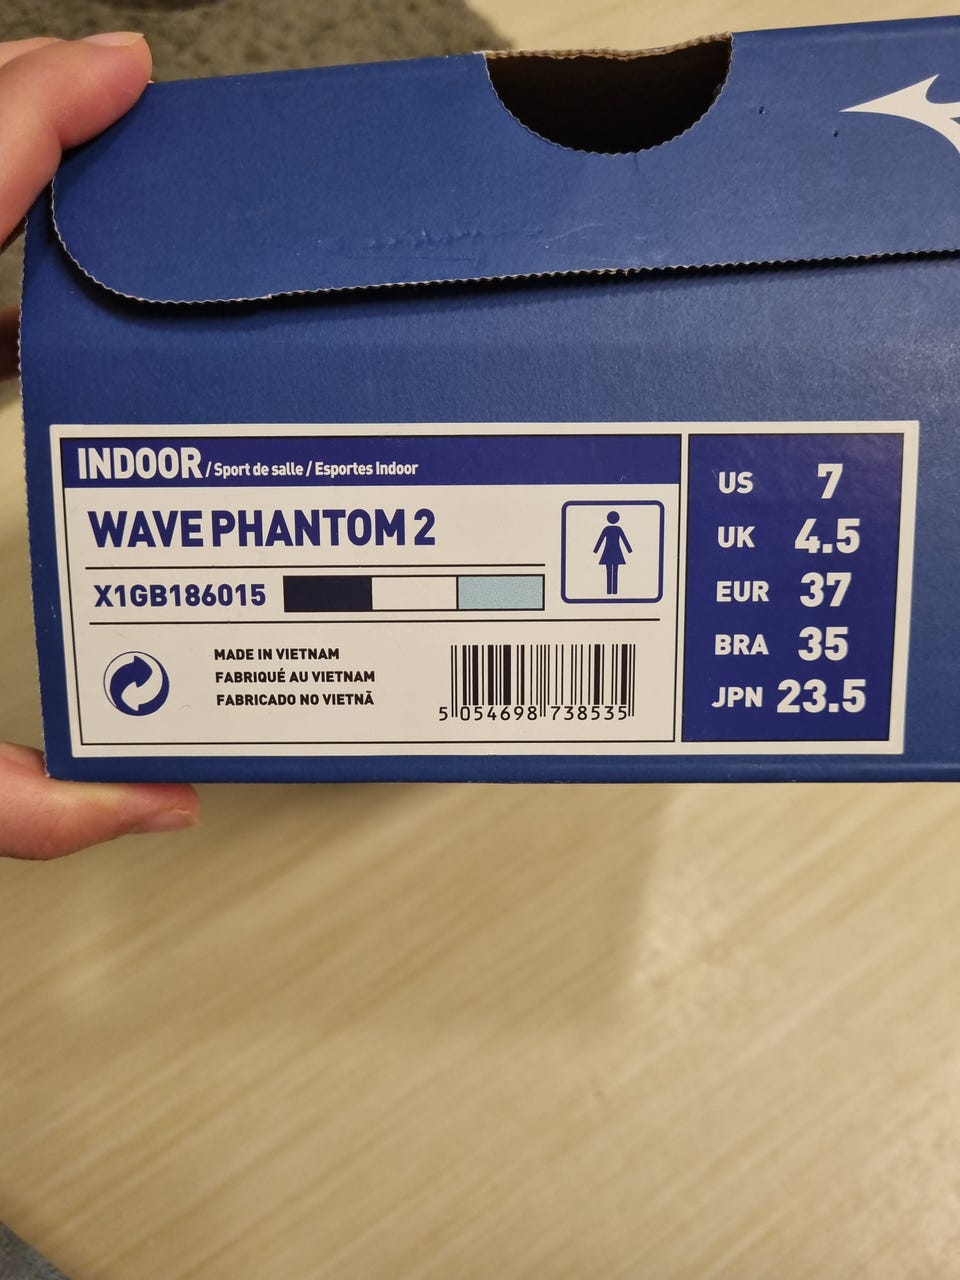 INDOOR / Sport de salle / Esportes Indoor
WAVE PHANTOM 2
X1GB186015
MADE IN VIETNAM
FABRIQUÉ AU VIETNAM
FABRICADO NO VIETNÃ
5 054698 738535
US 7
UK 4.5
EUR 37
BRA 35
JPN 23.5